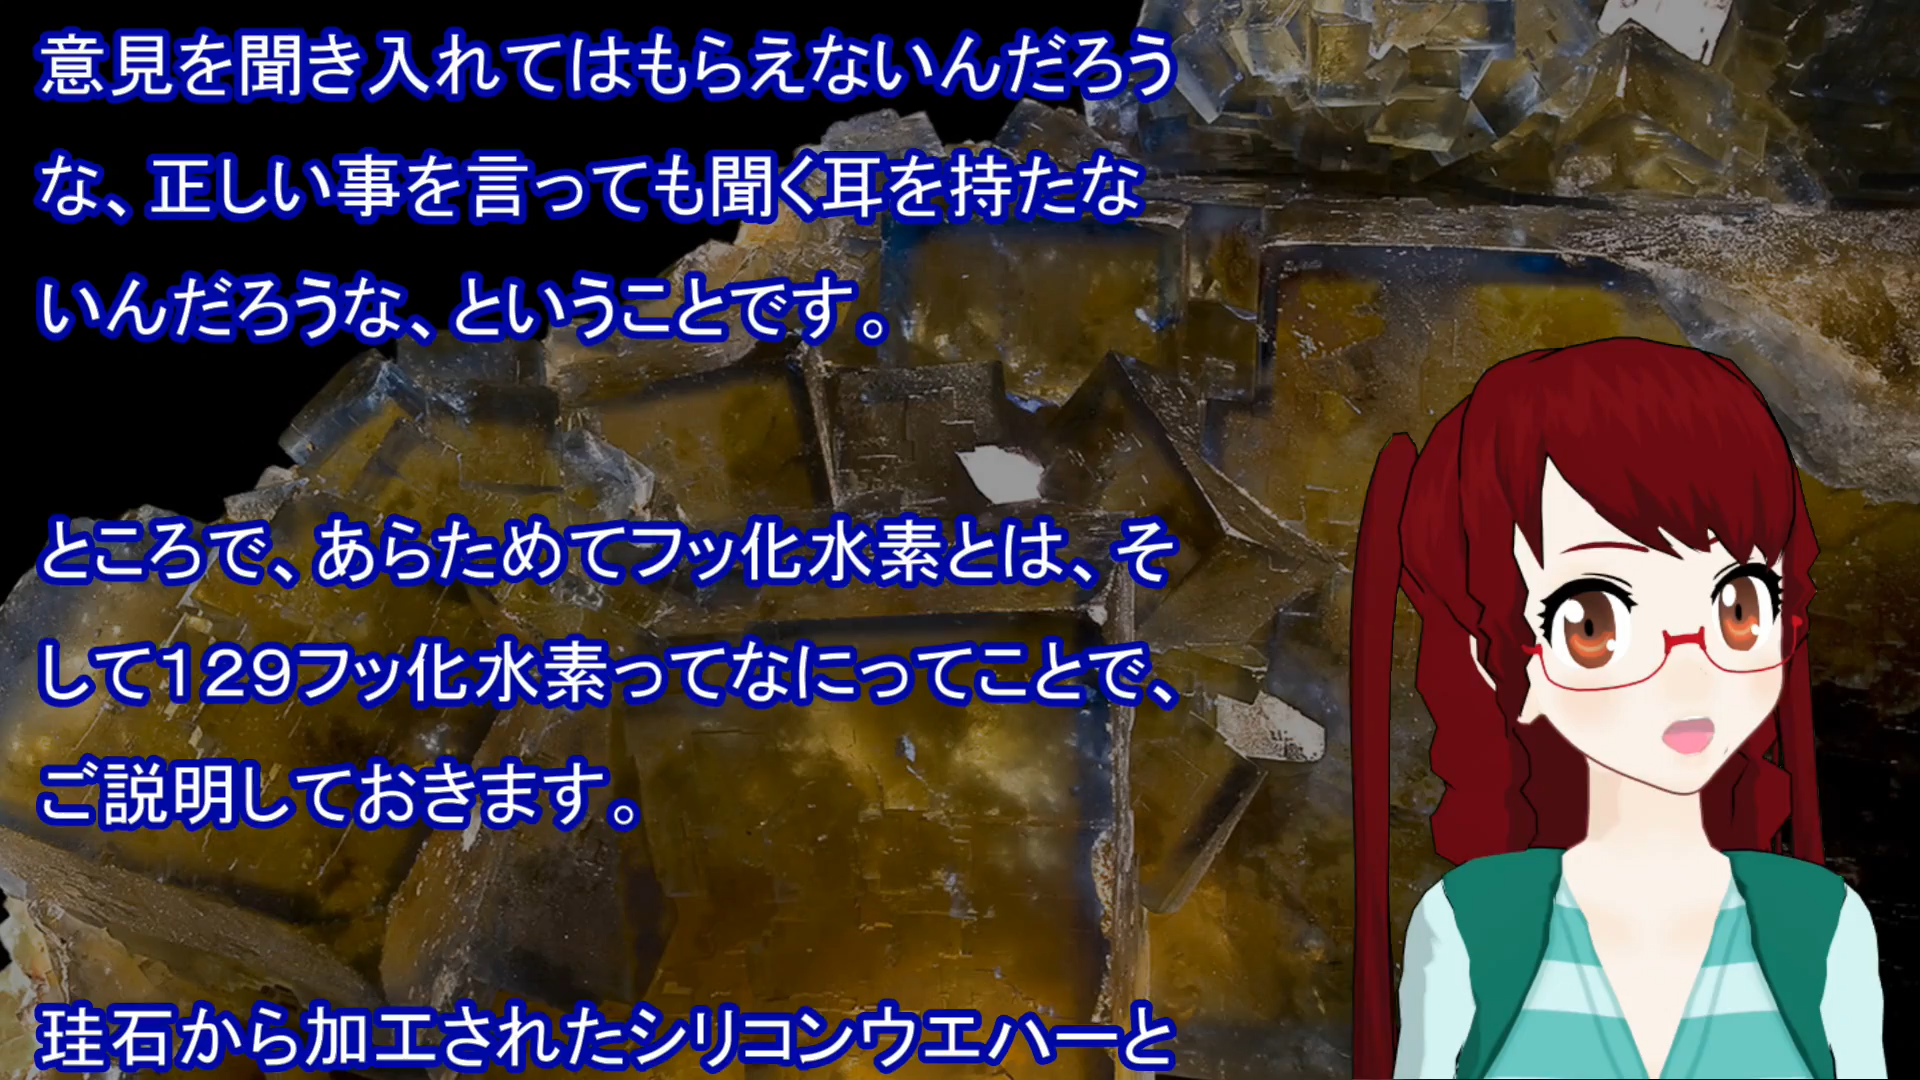 意見を聞き入れてはもらえないんだろう
な、正しい事を言っても聞く耳を持たな
いんだろうな、ということです。
ところで、あらためてフッ化水素とは、そ
して１２９フッ化水素ってなにってことで、
ご説明しておきます。
珪石から加工されたシリコンウエハーと